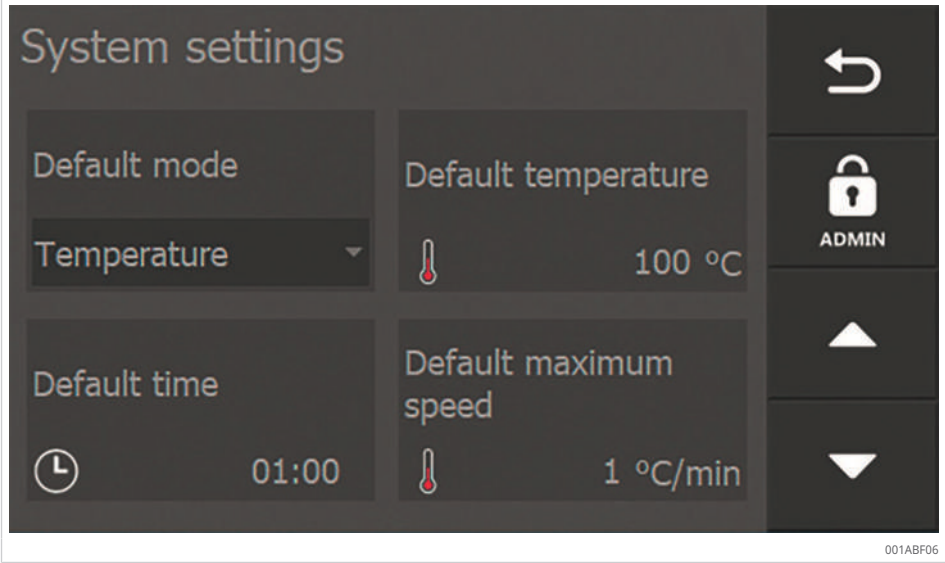 System settings
Default mode
Temperature
Default temperature
100 °C
Default time
01:00
Default maximum
speed
1 °C/min
ADMIN
001ABF06